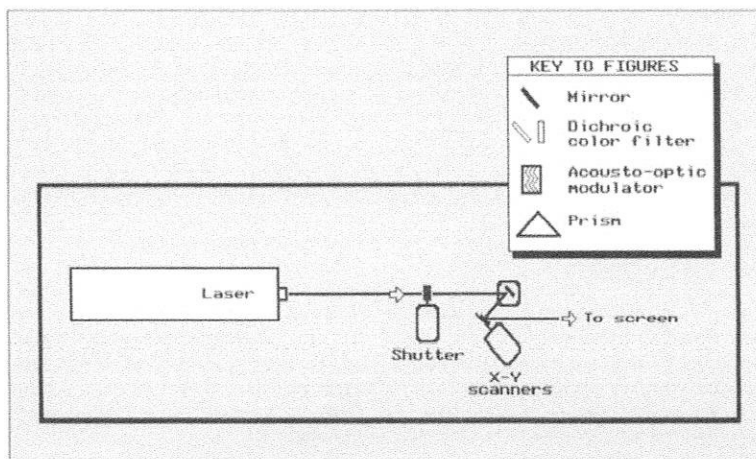 KEY TO FIGURES
Mirror
Dichroic
color filter
Acousto-optic
modulator
Prism
Laser
To screen
Shutter
X-Y
scanners